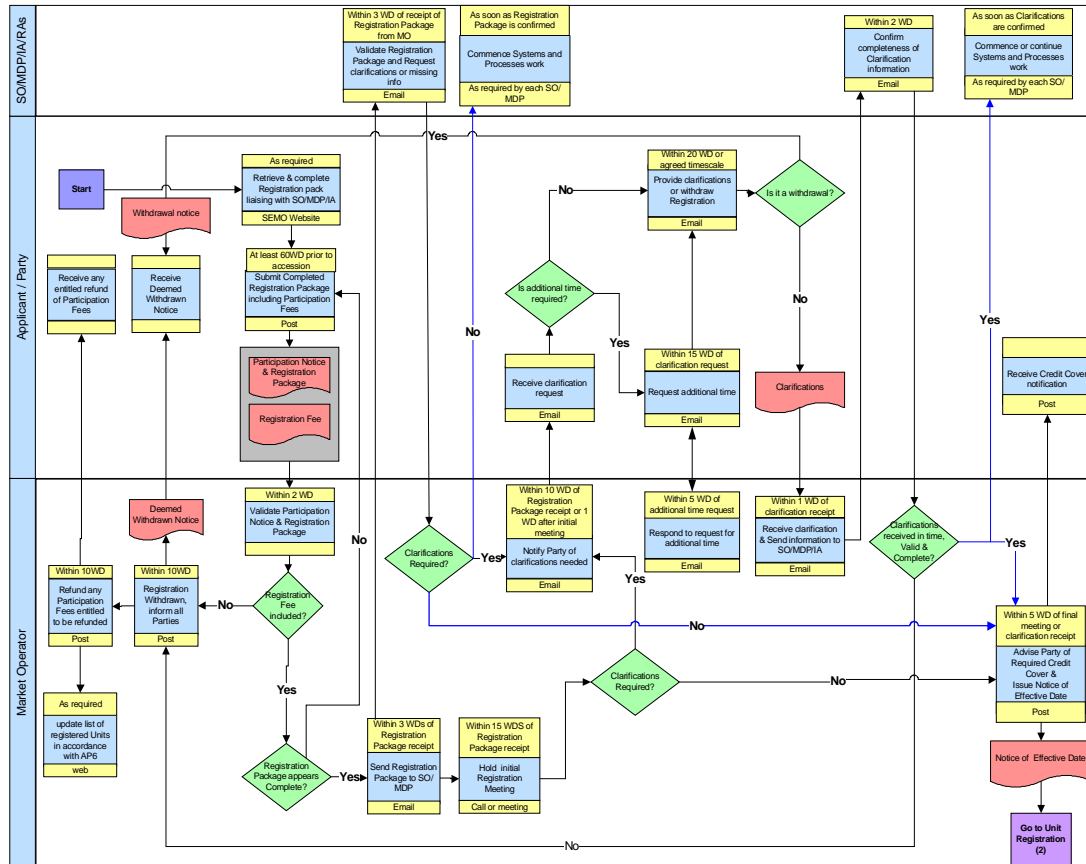 SO/MDP/IA/RAs
Within 3 WD of receipt of
Registration Package
from MO
Validate Registration
Package and Request
clarifications or missing
info
Email
As soon as Registration
Package is confirmed
Commence Systems and
Processes work
As required by each SO/
MDP
Within 2 WD
Confirm
completeness of
Clarification
information
Email
As soon as Clarifications
are confirmed
Commence or continue
Systems and Processes
work
As required by each SO/
MDP
Applicant / Party
Start
Withdrawal notice
As required
Retrieve & complete
Registration pack
liaising with SO/MDP/IA
SEMO Website
Yes
Within 20 WD or
agreed timescale
Provide clarifications
or withdraw
Registration
Email
Is it a withdrawal?
No
No
Receive any
entitled refund
of Participation
Fees
Receive
Deemed
Withdrawn
Notice
At least 60WD prior to
accession
Submit Completed
Registration Package
including Participation
Fees
Post
Is additional time
required?
Yes
No
Yes
Participation Notice
& Registration
Package
Registration Fee
Receive clarification
request
Email
Within 15 WD of
clarification request
Request additional time
Email
Clarifications
Receive Credit Cover
notification
Post
Market Operator
Deemed
Withdrawn Notice
Within 2 WD
Validate Participation
Notice & Registration
Package
No
Clarifications
Required?
Yes
Within 10 WD of
Registration
Package receipt or 1
WD after initial
meeting
Notify Party of
clarifications needed
Email
Within 5 WD of
additional time request
Respond to request for
additional time
Email
Within 1 WD of
clarification receipt
Receive clarification
& Send information to
SO/MDP/IA
Email
Clarifications
received in time,
Valid &
Complete?
Yes
Within 10WD
Refund any
Participation
Fees entitled
to be refunded
Post
Within 10WD
Registration
Withdrawn,
inform all
Parties
Post
No
Registration
Fee
included?
Yes
No
Within 5 WD of final
meeting or
clarification receipt
Advise Party of
Required Credit
Cover &
Issue Notice of
Effective Date
Post
Yes
Clarifications
Required?
No
As required
update list of
registered Units
in accordance
with AP6
web
Registration
Package appears
Complete?
Yes
Within 3 WDs of
Registration
Package receipt
Send Registration
Package to SO/
MDP
Email
Within 15 WDS of
Registration
Package receipt
Hold initial
Registration
Meeting
Call or meeting
Notice of Effective Date
No
Go to Unit
Registration
(2)